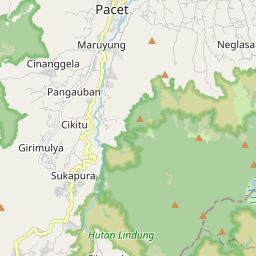 Pacet
Maruyung
Neglasa
Cinanggela
Pangauban
Cikitu
Girimulya
Sukapura
Hutan Lindung